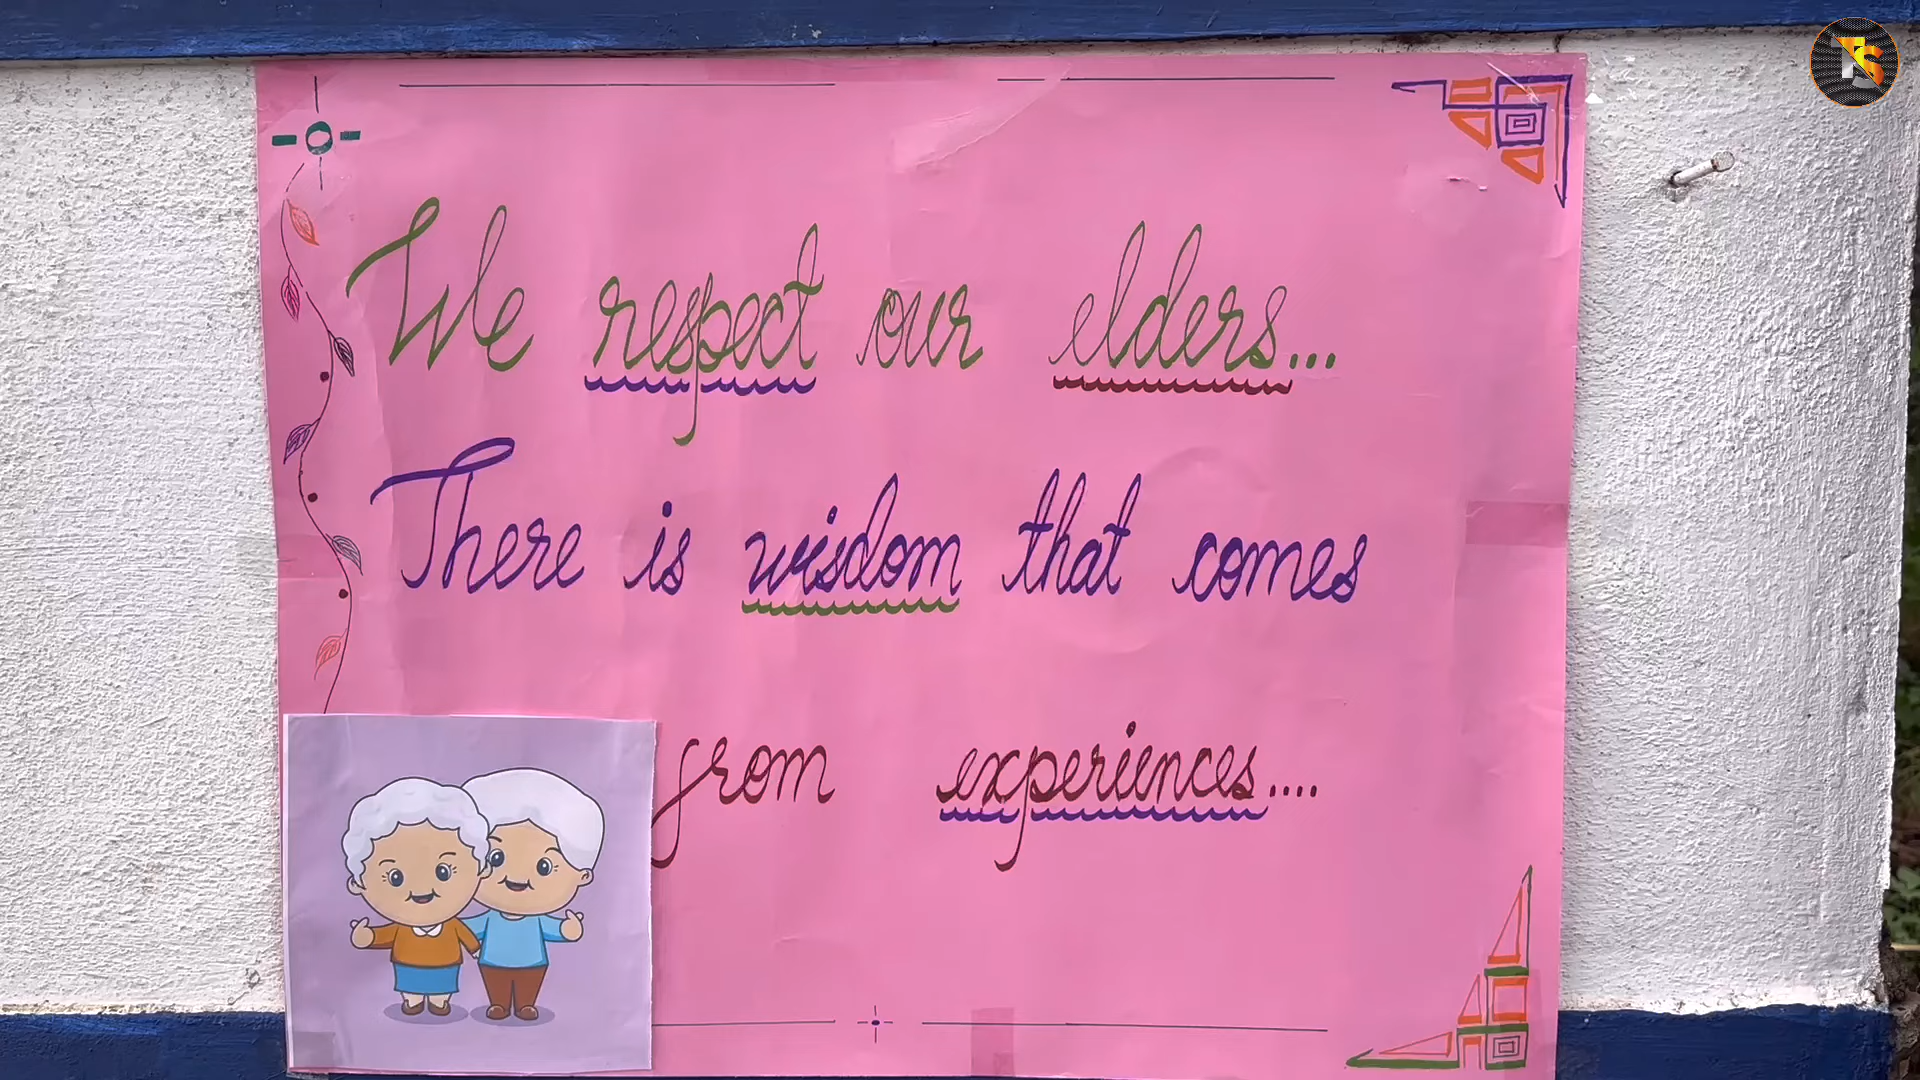 We respect our elders...
There is wisdom that comes
from experiences....